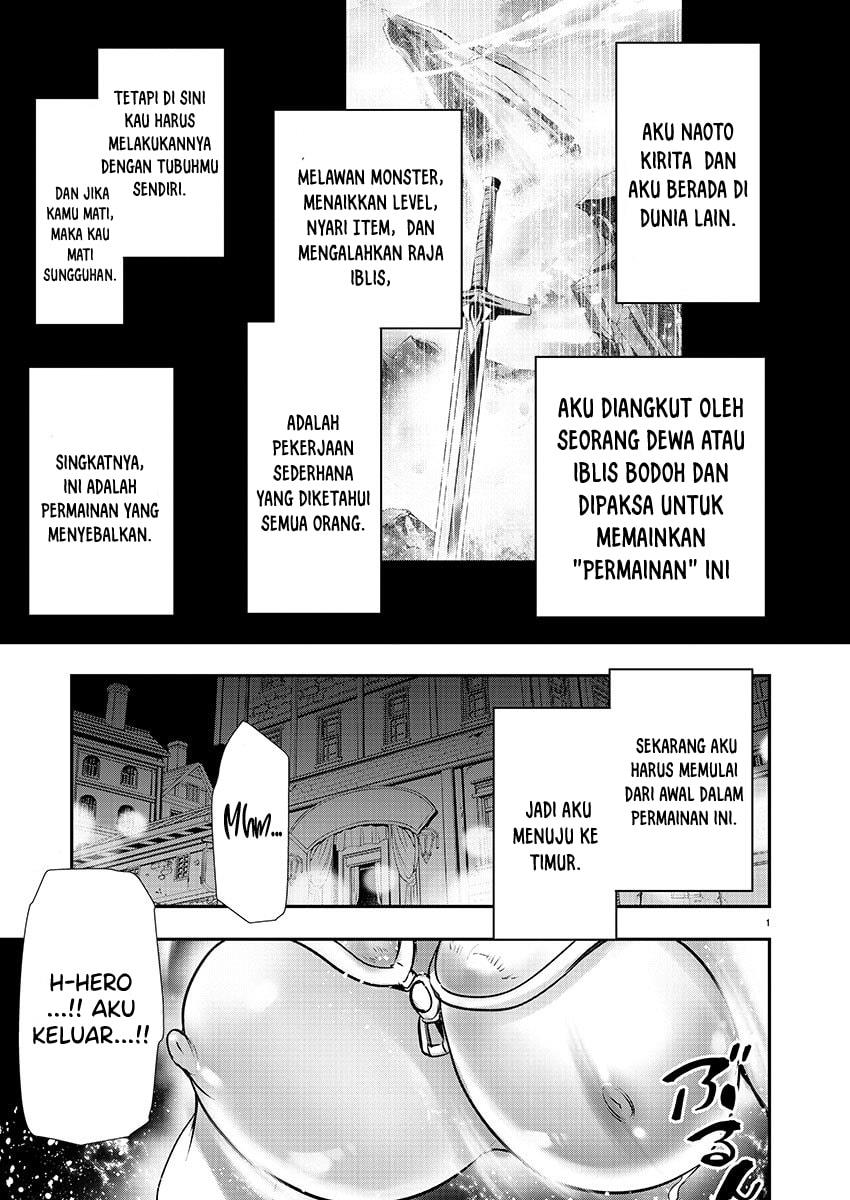 AKU NAOTO
KIRITA DAN
AKU BERADA DI
DUNIA LAIN.
AKU DIANGKUT OLEH
SEORANG DEWA ATAU
IBLIS BODOH DAN
DIPAKSA UNTUK
MEMAINKAN
"PERMAINAN" INI
MELAWAN MONSTER,
MENAIKKAN LEVEL,
NYARI ITEM, DAN
MENGALAHKAN RAJA
IBLIS,
ADALAH
PEKERJAAN
SEDERHANA
YANG DIKETAHUI
SEMUA ORANG.
TETAPI DI SINI
KAU HARUS
MELAKUKANNYA
DENGAN TUBUHMU
SENDIRI.
DAN JIKA
KAMU MATI,
MAKA KAU
MATI
SUNGGUHAN.
SINGKATNYA,
INI ADALAH
PERMAINAN YANG
MENYEBALKAN.
SEKARANG AKU
HARUS MEMULAI
DARI AWAL DALAM
PERMAINAN INI.
JADI AKU
MENUJU KE
TIMUR.
Mhm...
1
H-HERO
...!! AKU
KELUAR...!!
ぶるん